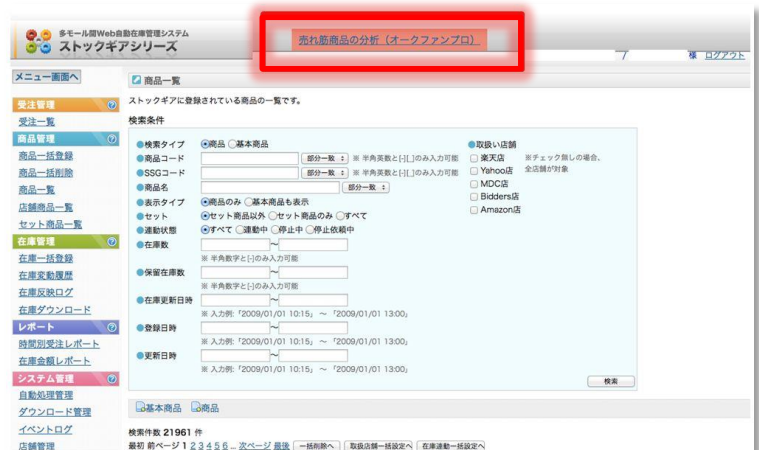 多モール間Web自動在庫管理システム
ストックギアシリーズ
売れ筋商品の分析（オークファンプロ）
様 ログアウト
メニュー画面へ
受注管理
受注一覧
商品管理
商品一括登録
商品一括削除
商品一覧
店舗商品一覧
セット商品一覧
在庫管理
在庫一括登録
在庫変動履歴
在庫反映ログ
在庫ダウンロード
レポート
時間別受注レポート
在庫金額レポート
システム管理
自動処理管理
ダウンロード管理
イベントログ
店舗管理
商品一覧
ストックギアに登録されている商品の一覧です。
検索条件
●検索タイプ 商品 基本商品
●商品コード 部分一致 ※ 半角英数と[-][_]のみ入力可能
●SSGコード 部分一致 ※ 半角英数と[-][_]のみ入力可能
●商品名 部分一致
●表示タイプ 商品のみ 基本商品も表示
●セット セット商品以外 セット商品のみ すべて
●連動状態 すべて 連動中 停止中 停止依頼中
●在庫数 〜
※ 半角数字と[-]のみ入力可能
●保留在庫数 〜
※ 半角数字と[-]のみ入力可能
●在庫更新日時 〜
※ 入力例:「2009/01/01 10:15」 〜 「2009/01/01 13:00」
●登録日時 〜
※ 入力例:「2009/01/01 10:15」 〜 「2009/01/01 13:00」
●更新日時 〜
※ 入力例:「2009/01/01 10:15」 〜 「2009/01/01 13:00」
●取扱い店舗
楽天店 ※チェック無しの場合、
Yahoo店 全店舗が対象
MDC店
Bidders店
Amazon店
検索
基本商品 商品
検索件数 21961 件
最初 前ページ 1 2 3 4 5 6 ... 次ページ 最後 一括削除へ 取扱店舗一括設定へ 在庫連動一括設定へ